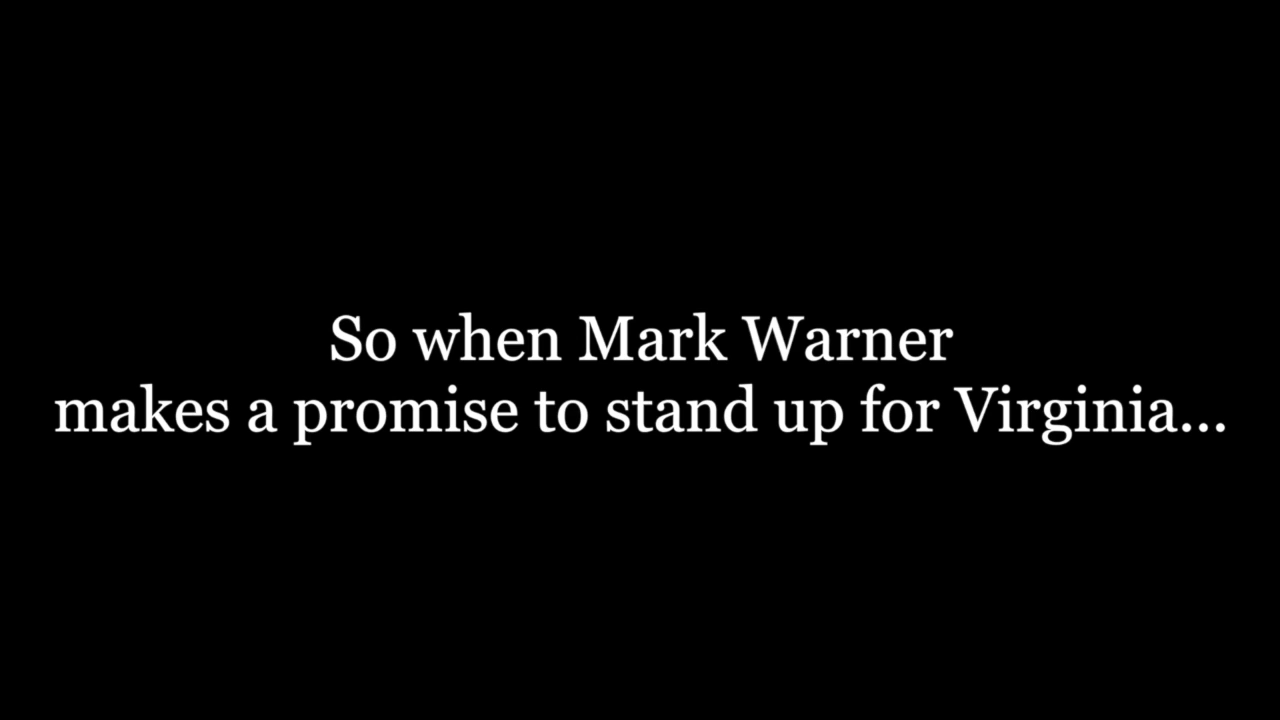 So when Mark Warner
makes a promise to stand up for Virginia...